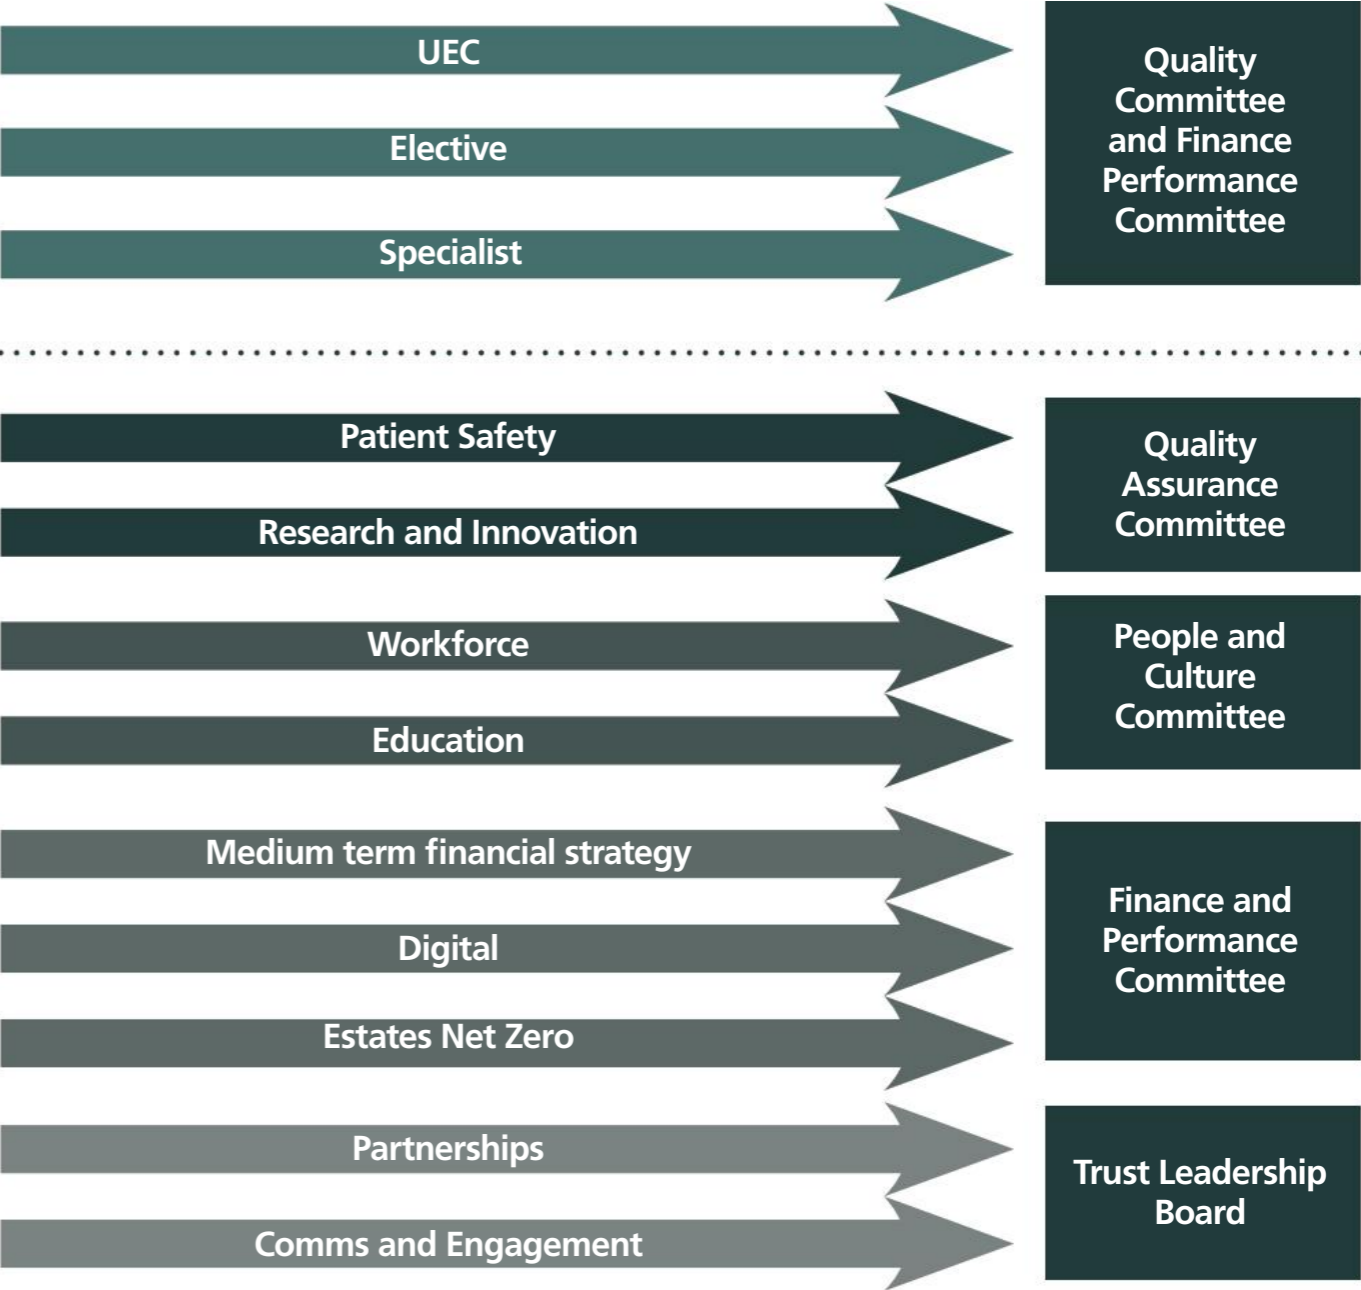 UEC
Elective
Specialist
Quality
Committee
and Finance
Performance
Committee
Patient Safety
Research and Innovation
Quality
Assurance
Committee
Workforce
Education
People and
Culture
Committee
Medium term financial strategy
Digital
Estates Net Zero
Finance and
Performance
Committee
Partnerships
Comms and Engagement
Trust Leadership
Board